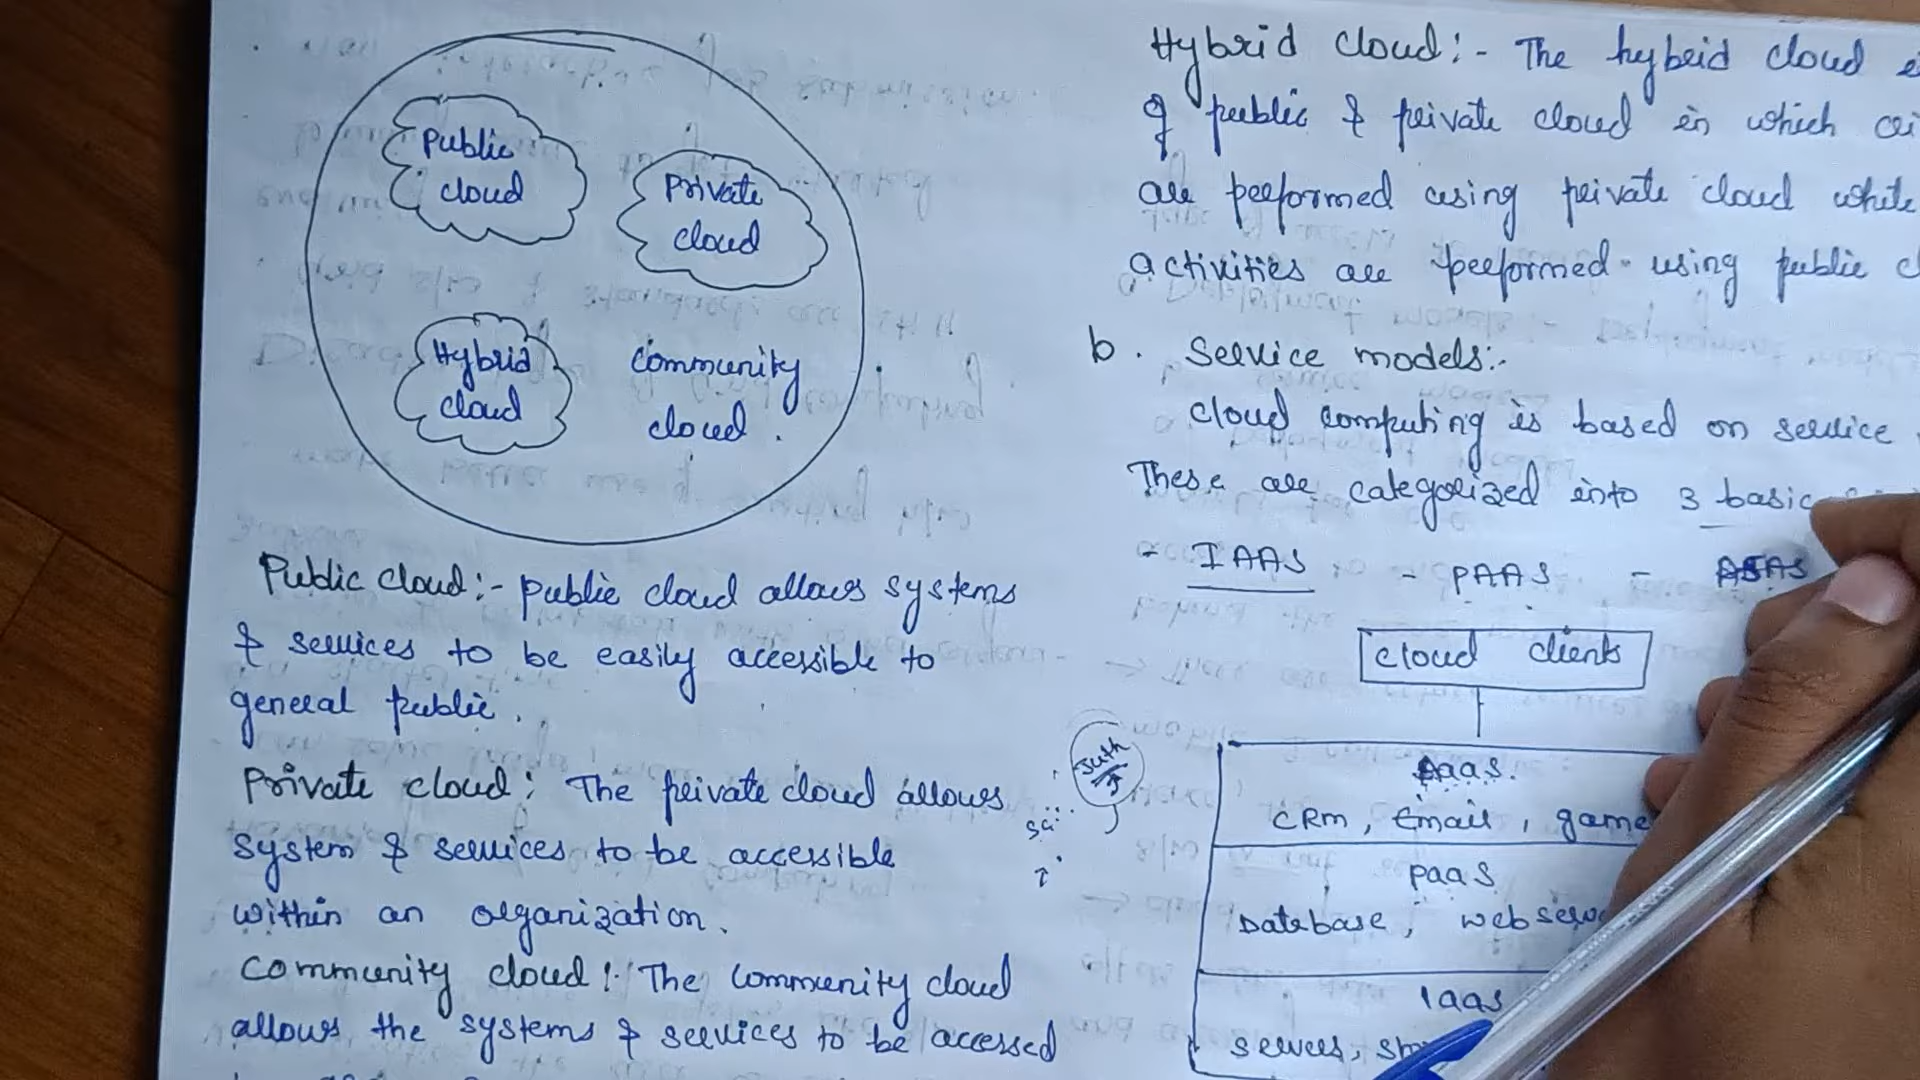 Public
cloud
Private
cloud
Hybrid
cloud
Community
cloud.
Public cloud:- public cloud allows systems
& services to be easily accessible to
general public.
Private cloud: The private cloud allows
system & services to be accessible
within an organization.
Community cloud:- The community cloud
allows the systems & services to be accessed
Hybrid cloud:- The hybrid cloud
of public & private cloud in which
are performed using private cloud while
activities are performed using public
b. Service models:-
cloud computing is based on service
These are categorized into 3 basic
- IAAS - PAAS -
cloud clients
aas.
CRM, Email, game
paas
Database, web
Iaas
servers,